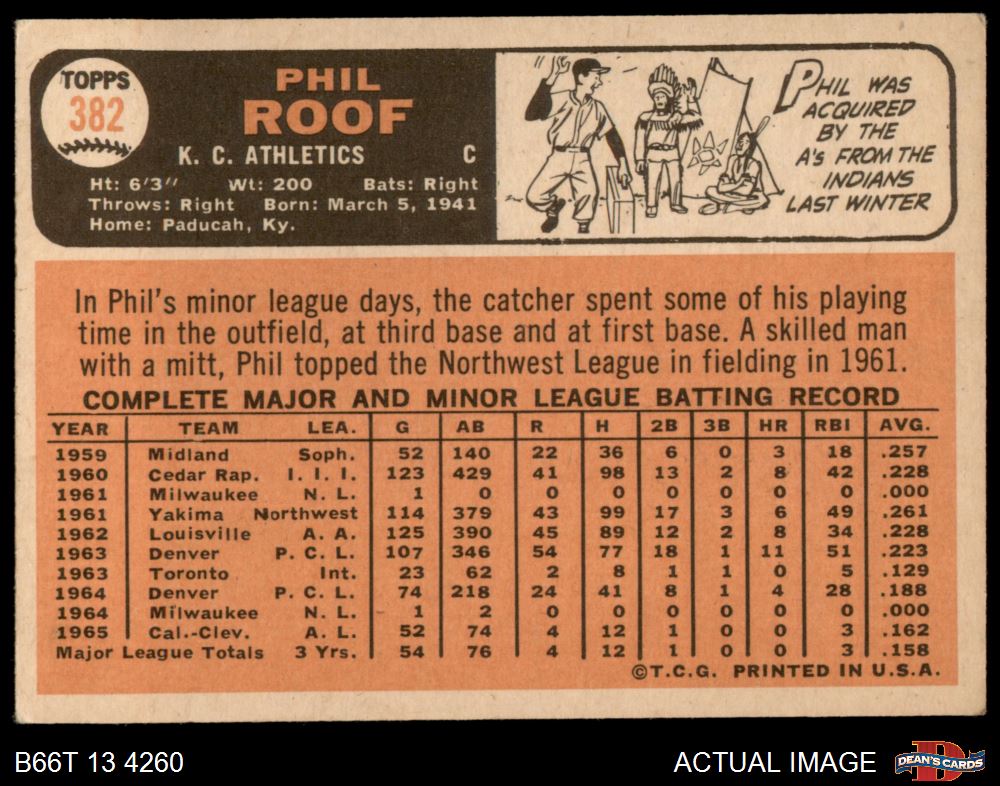 TOPPS
382
PHIL
ROOF
K. C. ATHLETICS C
Ht: 6'3" Wt: 200 Bats: Right
Throws: Right Born: March 5, 1941
Home: Paducah, Ky.
PHIL WAS
ACQUIRED
BY THE
A's FROM THE
INDIANS
LAST WINTER
In Phil's minor league days, the catcher spent some of his playing
time in the outfield, at third base and at first base. A skilled man
with a mitt, Phil topped the Northwest League in fielding in 1961.
COMPLETE MAJOR AND MINOR LEAGUE BATTING RECORD
YEAR TEAM LEA. G AB R H 2B 3B HR RBI AVG.
1959 Midland Soph. 52 140 22 36 6 0 3 18 .257
1960 Cedar Rap. I. I. I. 123 429 41 98 13 2 8 42 .228
1961 Milwaukee N. L. 1 0 0 0 0 0 0 0 .000
1961 Yakima Northwest 114 379 43 99 17 3 6 49 .261
1962 Louisville A. A. 125 390 45 89 12 2 8 34 .228
1963 Denver P. C. L. 107 346 54 77 18 1 11 51 .223
1963 Toronto Int. 23 62 2 8 1 1 0 5 .129
1964 Denver P. C. L. 74 218 24 41 8 1 4 28 .188
1964 Milwaukee N. L. 1 2 0 0 0 0 0 0 .000
1965 Cal.-Clev. A. L. 52 74 4 12 1 0 0 3 .162
Major League Totals 3 Yrs. 54 76 4 12 1 0 0 3 .158
©T.C.G. PRINTED IN U.S.A.
B66T 13 4260
ACTUAL IMAGE
D
DEAN'S CARDS